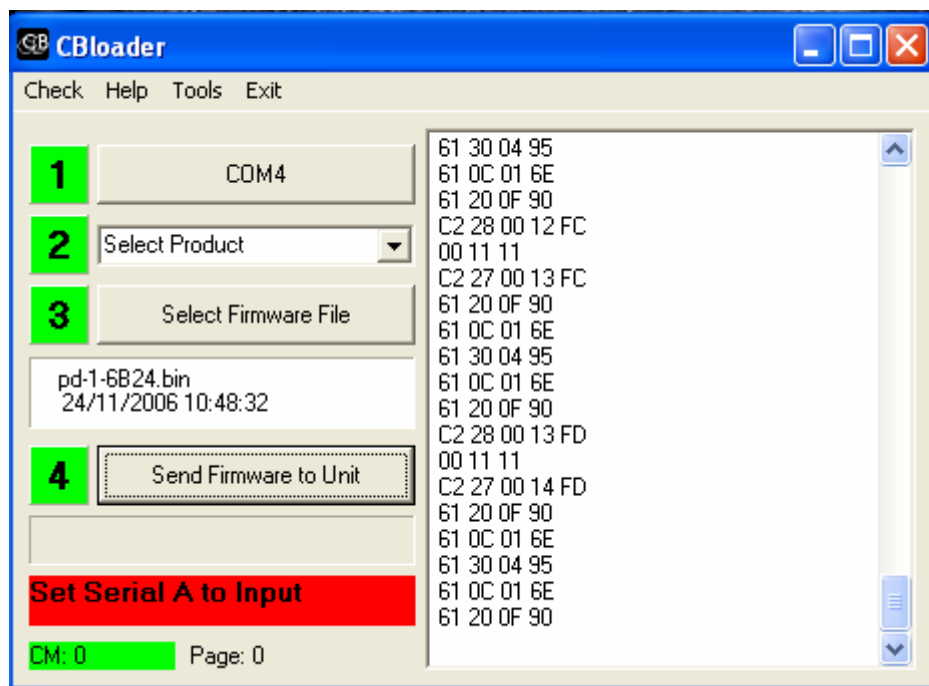 CB CBloader
Check Help Tools Exit
1 COM4
2 Select Product
3 Select Firmware File
pd-1-6B24.bin
24/11/2006 10:48:32
4 Send Firmware to Unit
Set Serial A to Input
CM: 0 Page: 0
61 30 04 95
61 0C 01 6E
61 20 0F 90
C2 28 00 12 FC
00 11 11
C2 27 00 13 FC
61 20 0F 90
61 0C 01 6E
61 30 04 95
61 0C 01 6E
61 20 0F 90
C2 28 00 13 FD
00 11 11
C2 27 00 14 FD
61 20 0F 90
61 0C 01 6E
61 30 04 95
61 0C 01 6E
61 20 0F 90